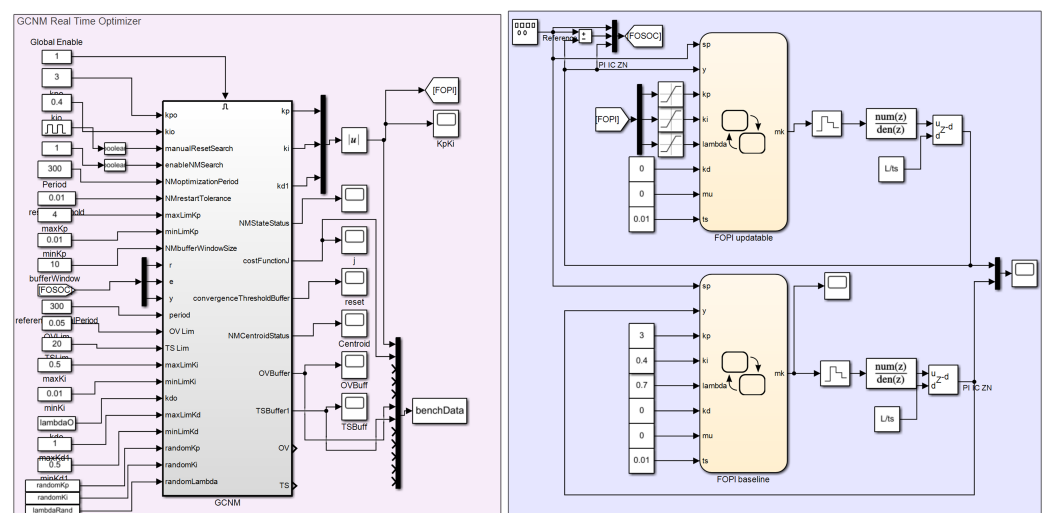 GCNM Real Time Optimizer
Global Enable
1
3
kpo
0.4
kio
1
300
Period
0.01
4
maxKp
0.01
minKp
10
bufferWindow
[FOSOC]
300
0.05
OVLim
20
TSLim
0.5
maxKi
0.01
minKi
lambdaO
kdo
1
maxKd1
0.5
minKd1
randomKp
randomKi
lambdaRand
kpo
kio
manualResetSearch
enableNMSearch
NMoptimizationPeriod
NMrestartTolerance
maxLimKp
minLimKp
NMbufferWindowSize
r
e
y
period
OV Lim
TS Lim
maxLimKi
minLimKi
kdo
maxLimKd
minLimKd
randomKp
randomKi
randomLambda
kp
ki
kd1
NMStateStatus
costFunctionJ
convergenceThresholdBuffer
NMCentroidStatus
OVBuffer
TSBuffer1
OV
TS
GCNM
|u|
[FOPI]
KpKi
j
reset
Centroid
OVBuff
TSBuff
benchData
Reference
+
−
[FOSOC]
PI IC ZN
[FOPI]
0
0
0.01
sp
y
kp
ki
lambda
kd
mu
ts
mk
FOPI updatable
num(z)
den(z)
L/ts
u
d
Z-d
3
0.4
0.7
0
0
0.01
sp
y
kp
ki
lambda
kd
mu
ts
mk
FOPI baseline
num(z)
den(z)
L/ts
u
d
Z-d
PI IC ZN